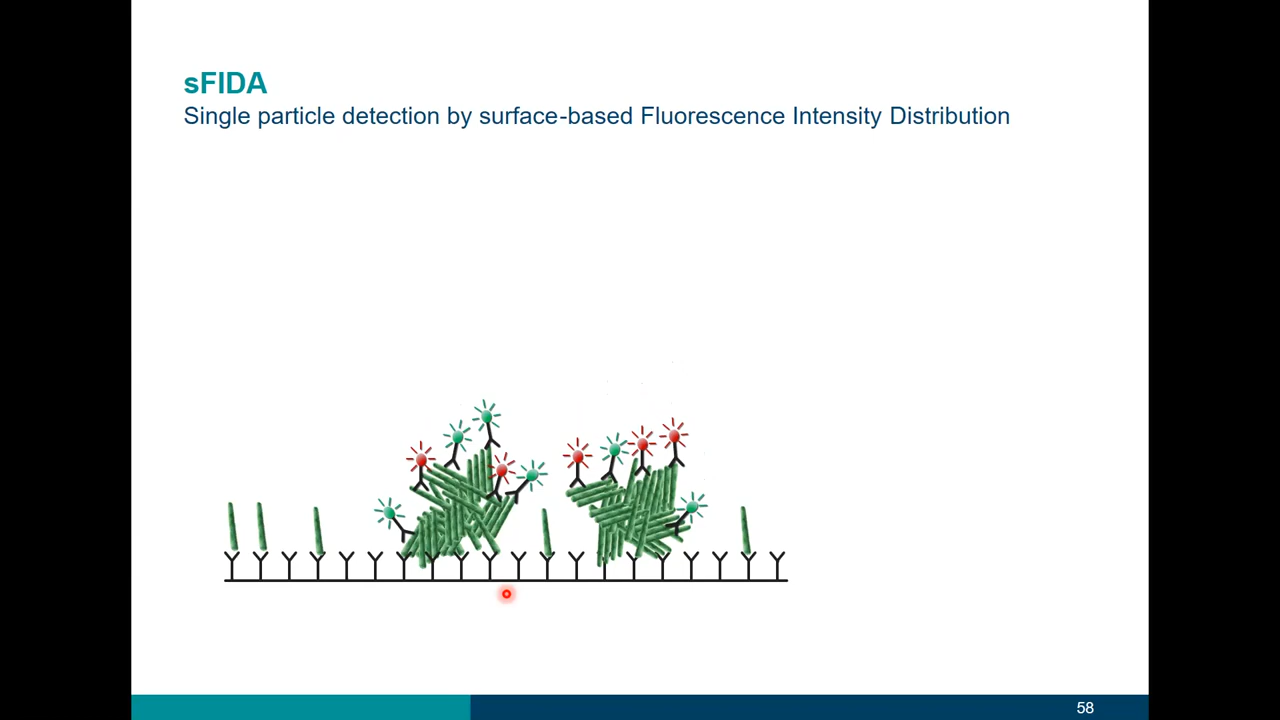 sFIDA
Single particle detection by surface-based Fluorescence Intensity Distribution
58